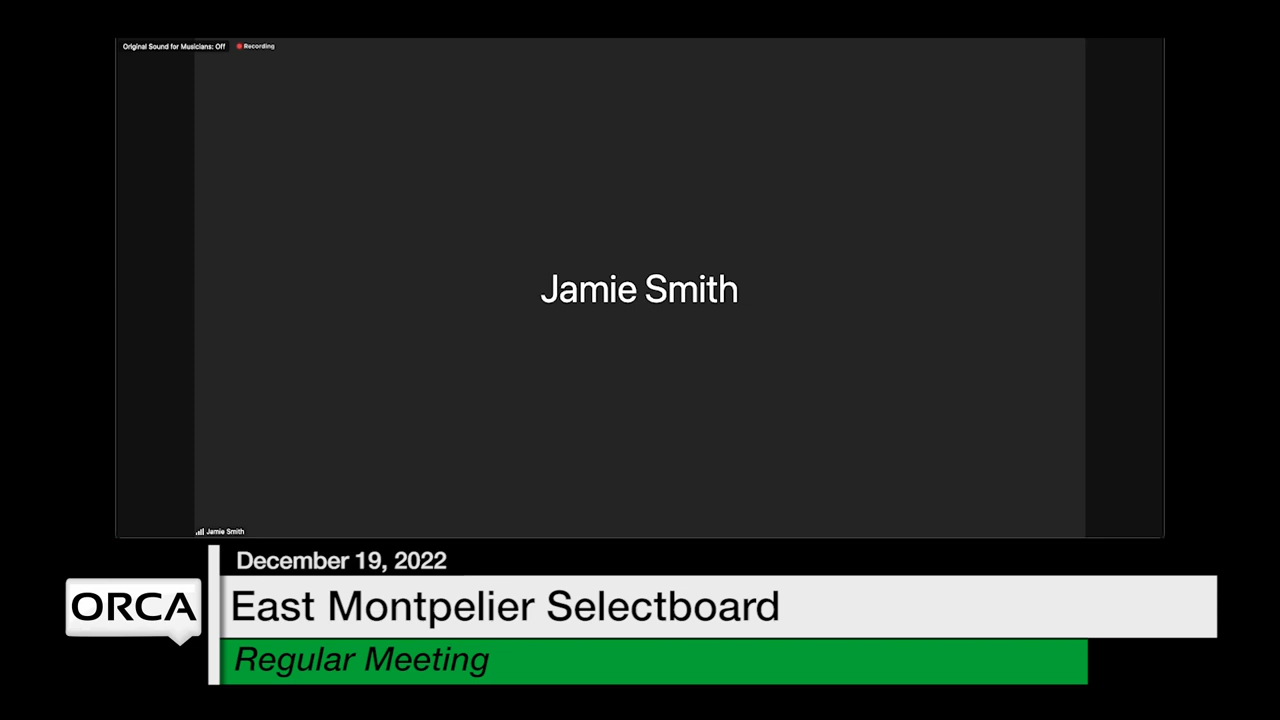 Original Sound for Musicians: Off Recording
Jamie Smith
Jamie Smith
December 19, 2022
ORCA East Montpelier Selectboard
Regular Meeting